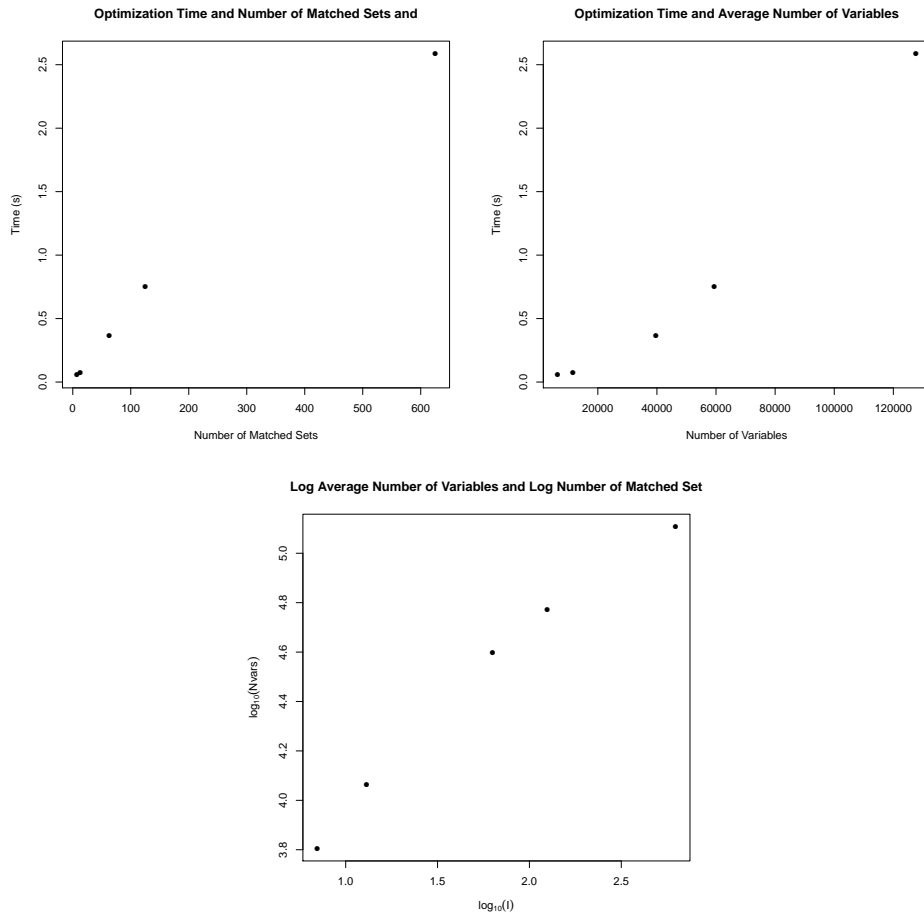 Optimization Time and Number of Matched Sets and
Time (s)
0.0 0.5 1.0 1.5 2.0 2.5
0 100 200 300 400 500 600
Number of Matched Sets
Optimization Time and Average Number of Variables
Time (s)
0.0 0.5 1.0 1.5 2.0 2.5
20000 40000 60000 80000 100000 120000
Number of Variables
Log Average Number of Variables and Log Number of Matched Set
log₁₀(Nvars)
3.8 4.0 4.2 4.4 4.6 4.8 5.0
1.0 1.5 2.0 2.5
log₁₀(I)